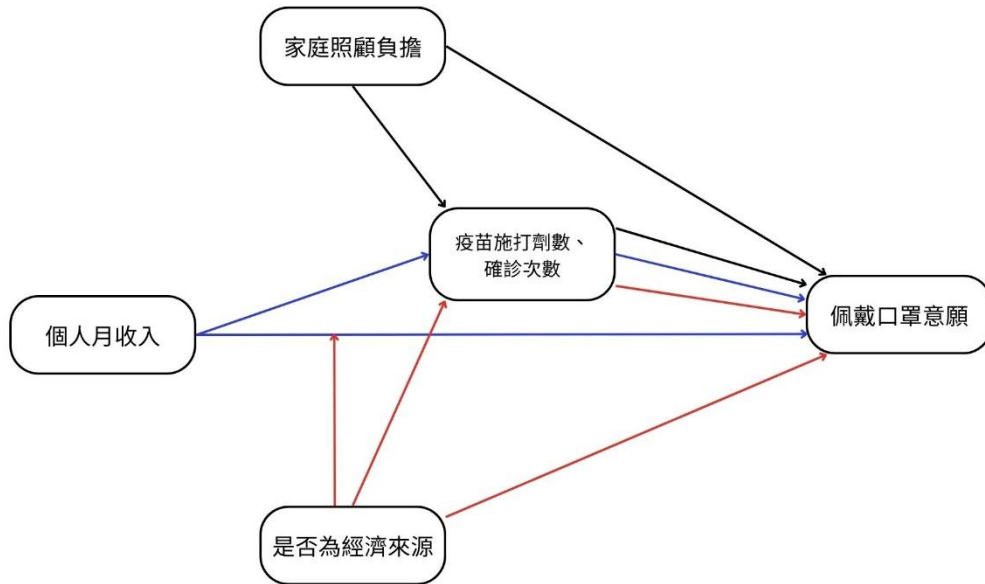 家庭照顧負擔
疫苗施打劑數、
確診次數
個人月收入
佩戴口罩意願
是否為經濟來源